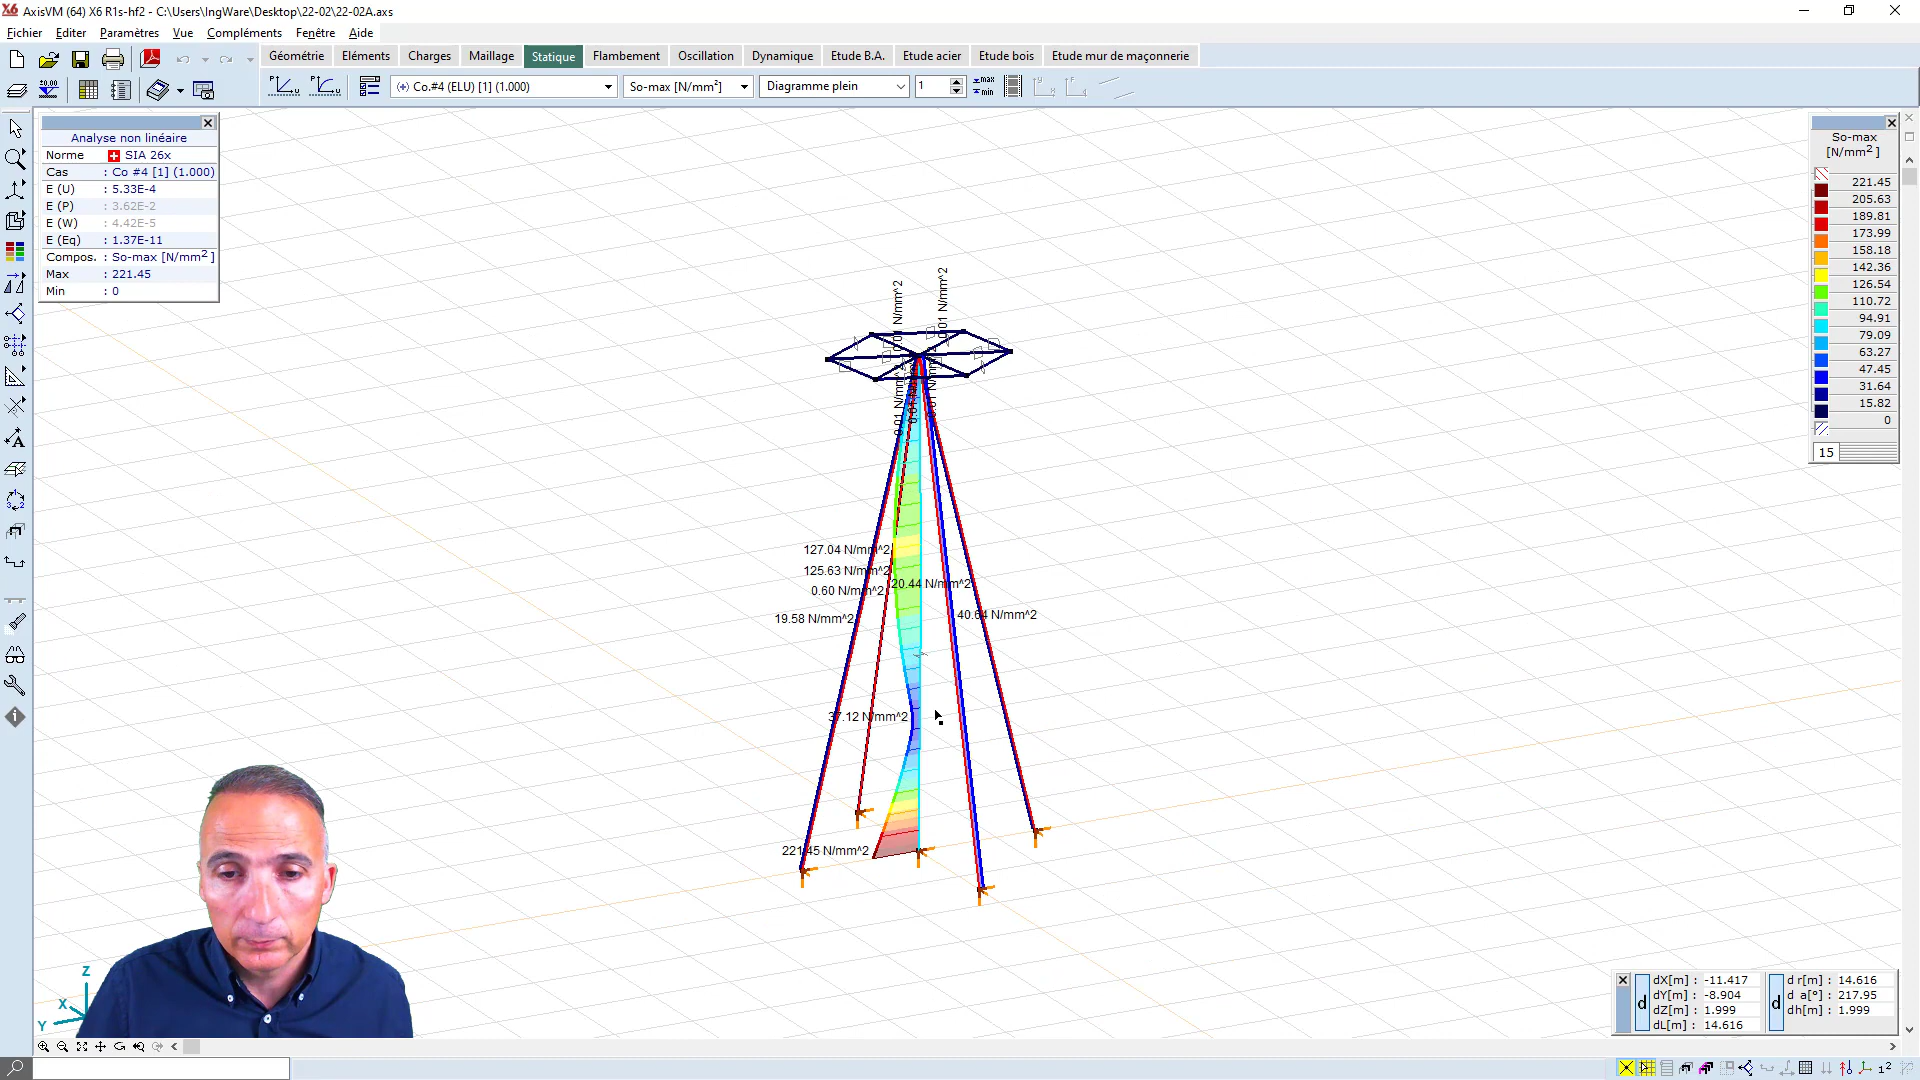 AxisVM (64) X6 R1s-hf2 - C:\Users\IngWare\Desktop\22-02\22-02A.axs
Fichier Editer Paramètres Vue Compléments Fenêtre Aide
Géométrie Eléments Charges Maillage Statique Flambement Oscillation Dynamique Etude B.A. Etude acier Etude bois Etude mur de maçonnerie
Co.#4 (ELU) [1] (1.000) So-max [N/mm²] Diagramme plein 1 max min
Analyse non linéaire
Norme SIA 26x
Cas : Co #4 [1] (1.000)
E (U) : 5.33E-4
E (P) : 3.62E-2
E (W) : 4.42E-5
E (Eq) : 1.37E-11
Compos. : So-max [N/mm²]
Max : 221.45
Min : 0
So-max
[N/mm²]
221.45
205.63
189.81
173.99
158.18
142.36
126.54
110.72
94.91
79.09
63.27
47.45
31.64
15.82
0
15
0.01 N/mm^2
127.04 N/mm^2
125.63 N/mm^2
0.60 N/mm^2
20.44 N/mm^2
19.58 N/mm^2
40.64 N/mm^2
37.12 N/mm^2
221.45 N/mm^2
Z
X
Y
d
dX[m] : -11.417
dY[m] : -8.904
dZ[m] : 1.999
dL[m] : 14.616
d
d r[m] : 14.616
d a[°] : 217.95
dh[m] : 1.999